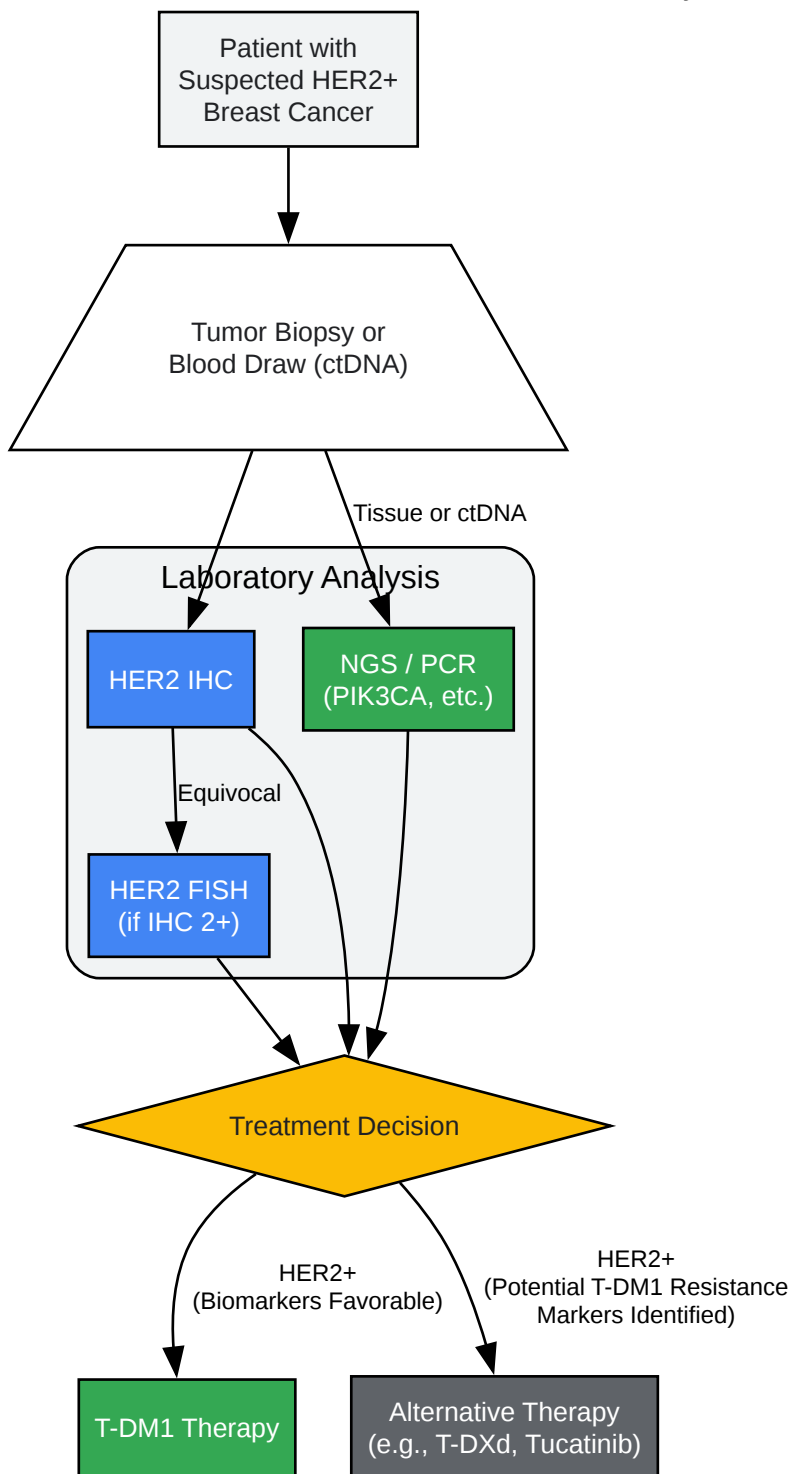 Patient with
Suspected HER2+
Breast Cancer
Tumor Biopsy or
Blood Draw (ctDNA)
Tissue or ctDNA
Laboratory Analysis
HER2 IHC
NGS / PCR
(PIK3CA, etc.)
Equivocal
HER2 FISH
(if IHC 2+)
Treatment Decision
HER2+
(Biomarkers Favorable)
HER2+
(Potential T-DM1 Resistance
Markers Identified)
T-DM1 Therapy
Alternative Therapy
(e.g., T-DXd, Tucatinib)